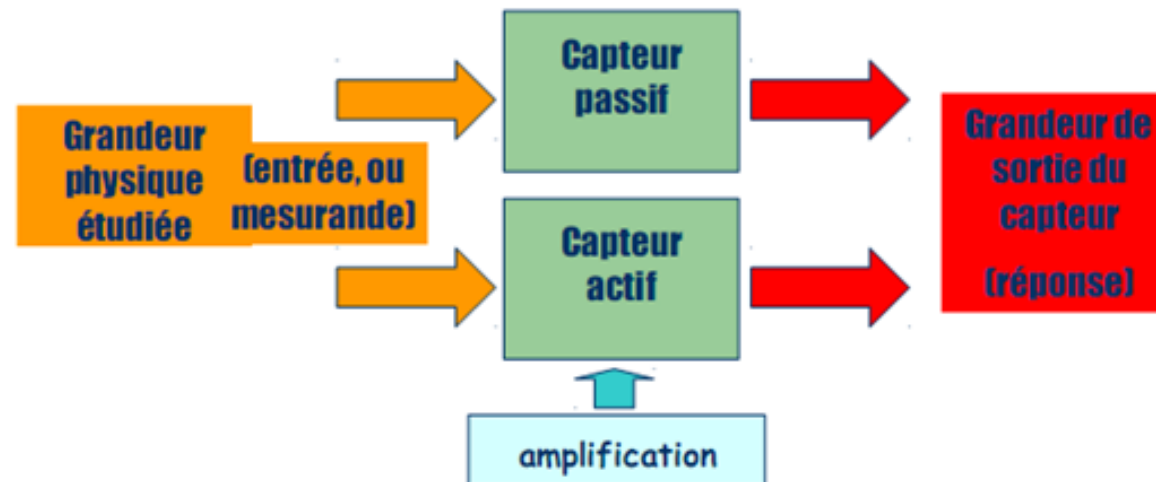 Grandeur
physique
étudiée
(entrée, ou
mesurande)
Capteur
passif
Capteur
actif
amplification
Grandeur de
sortie du
capteur
(réponse)